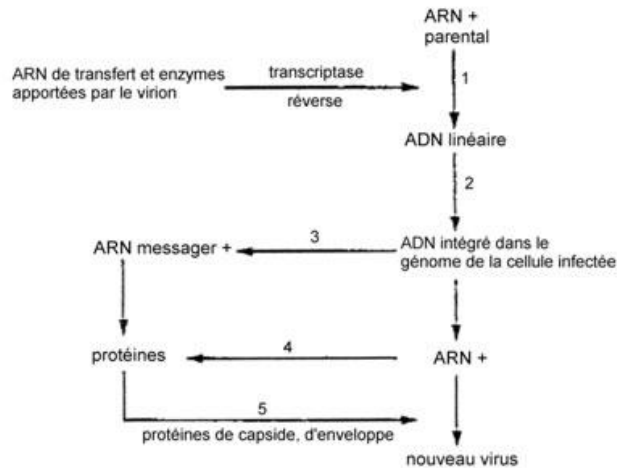 ARN +
parental
ARN de transfert et enzymes
apportées par le virion
transcriptase
réverse
1
ADN linéaire
2
ARN messager +
3
ADN intégré dans le
génome de la cellule infectée
protéines
4
ARN +
5
protéines de capside, d'enveloppe
nouveau virus